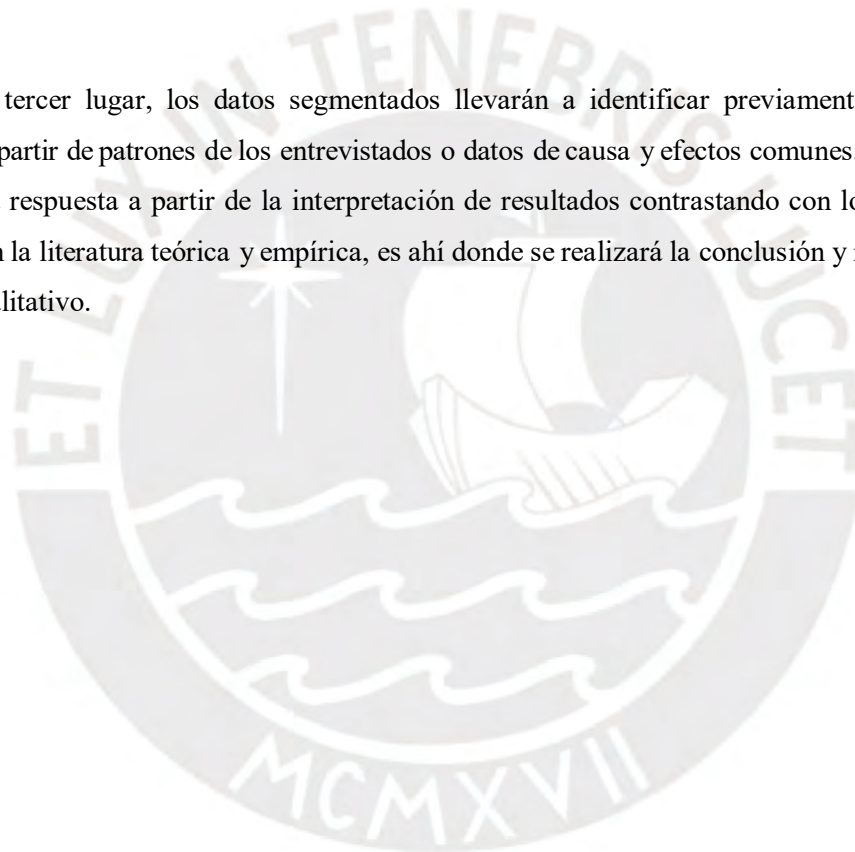 tercer lugar, los datos segmentados llevarán a identificar previament
partir de patrones de los entrevistados o datos de causa y efectos comunes.
respuesta a partir de la interpretación de resultados contrastando con lo
la literatura teórica y empírica, es ahí donde se realizará la conclusión y
litativo.
ET LUX IN TENEBRIS LUCET
MCMXVII